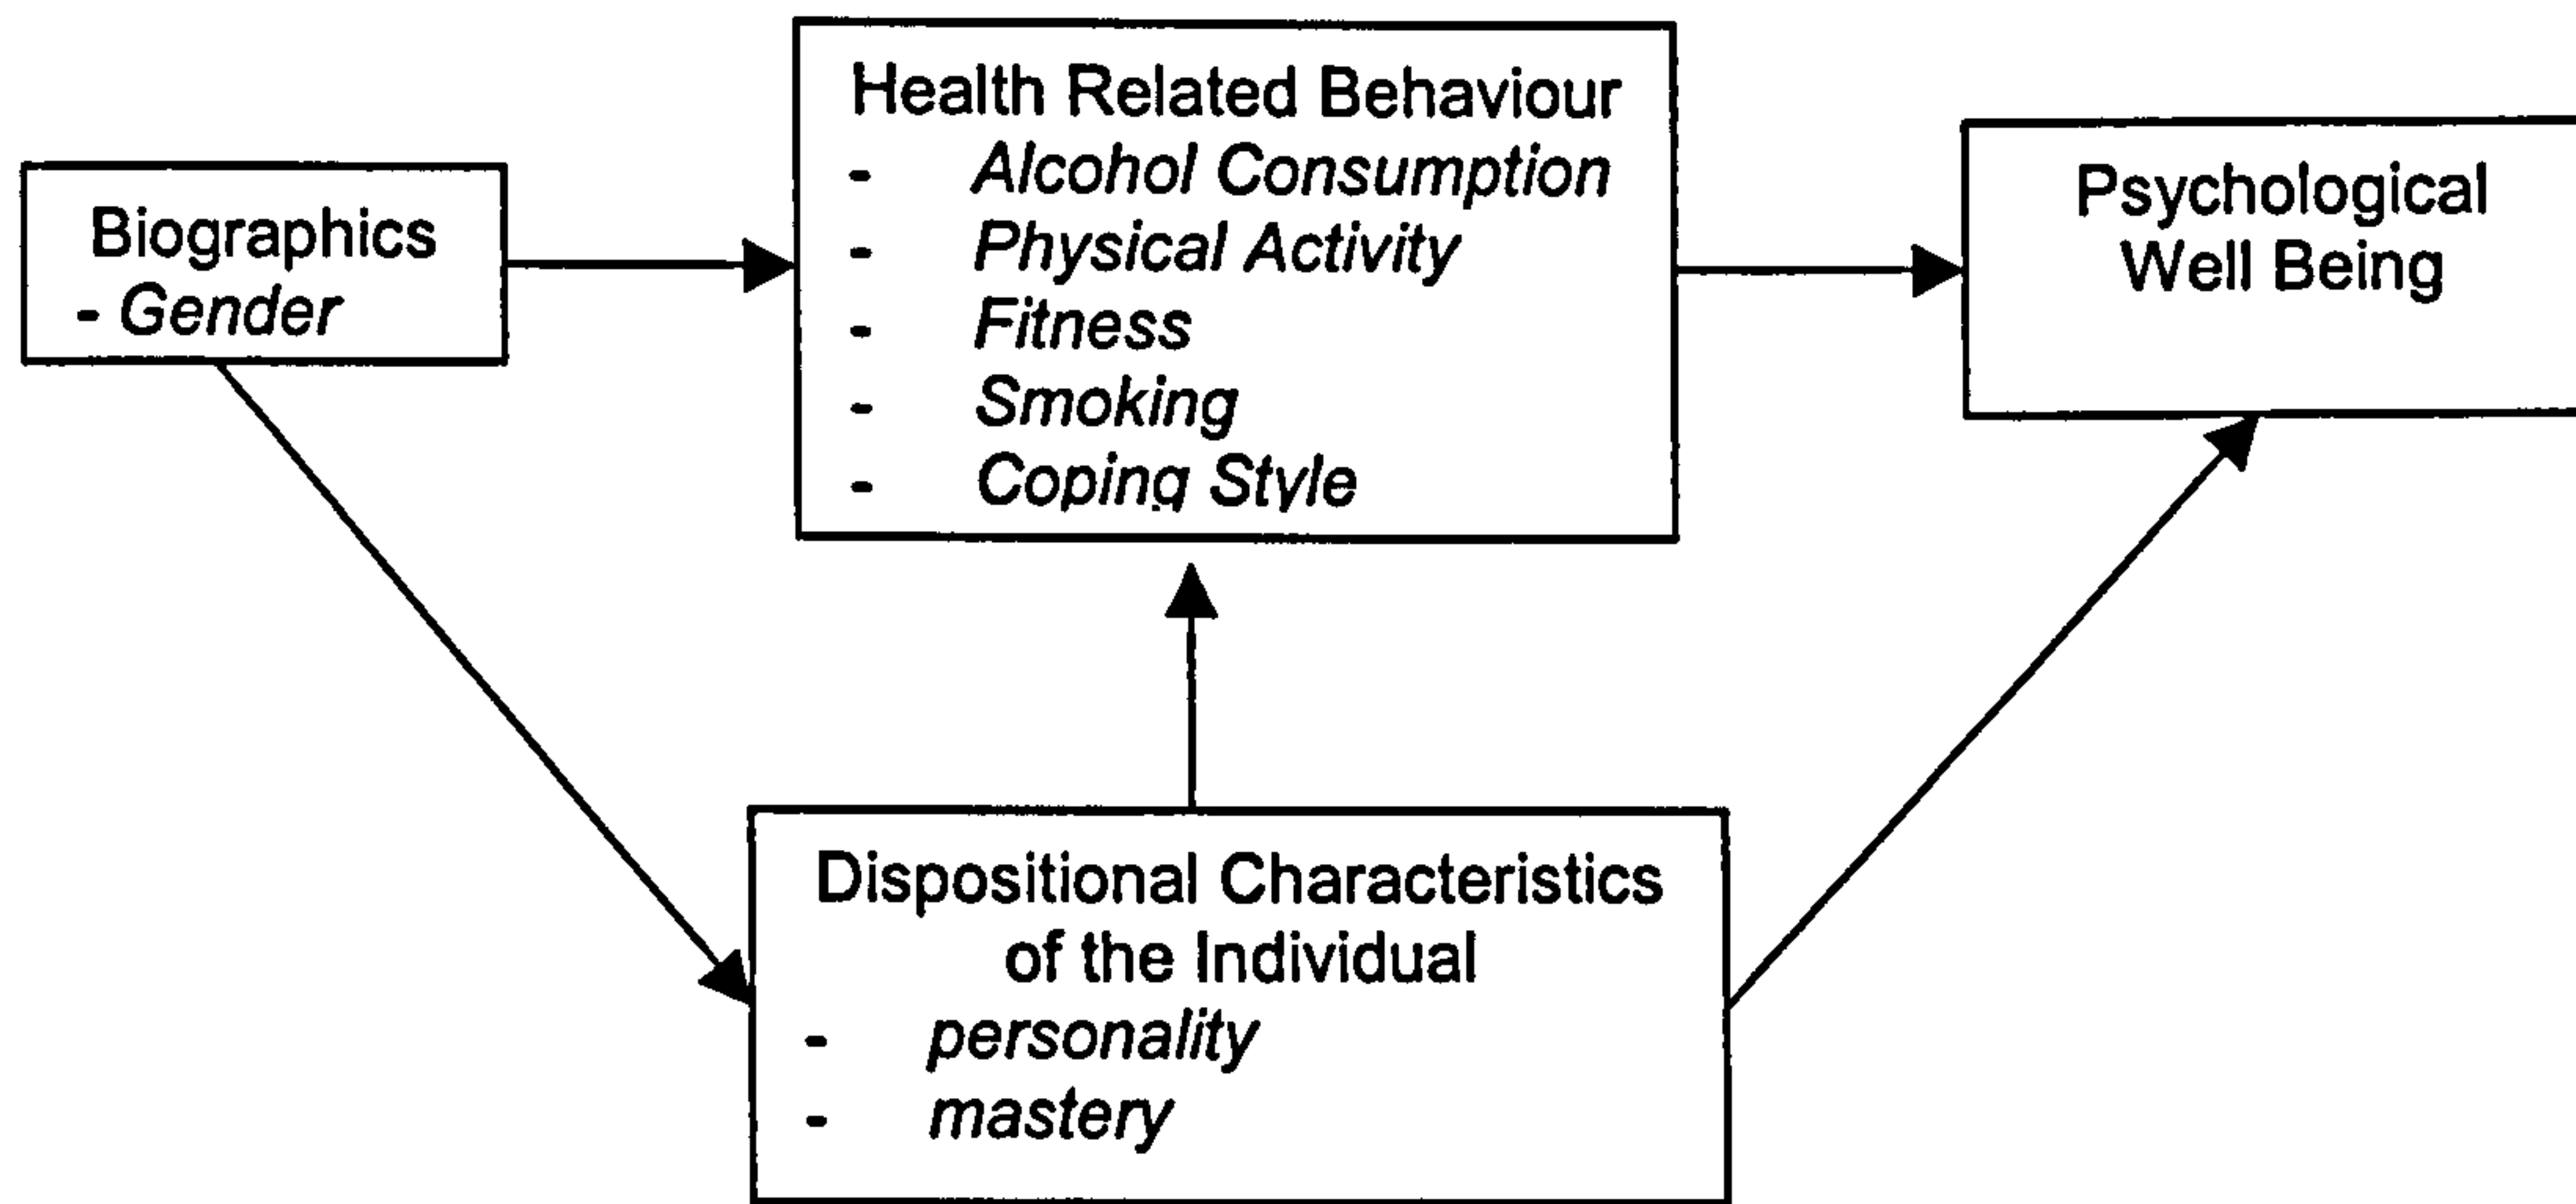 Biographics
- Gender
Health Related Behaviour
- Alcohol Consumption
- Physical Activity
- Fitness
- Smoking
- Coping Style
Psychological
Well Being
Dispositional Characteristics
of the Individual
- personality
- mastery